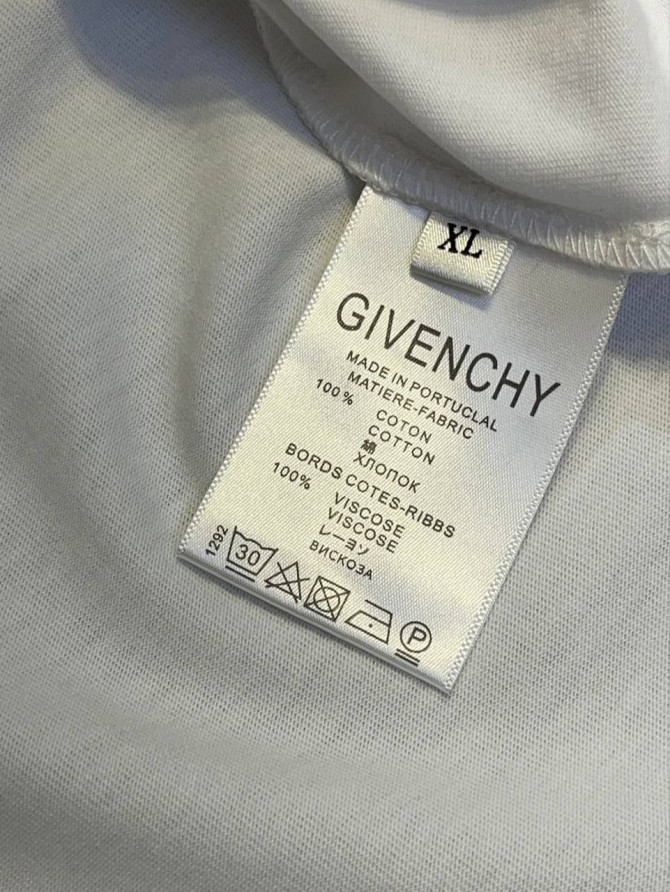 XL
GIVENCHY
MADE IN PORTUCLAL
MATIERE-FABRIC
100% COTON
COTTON
綿
ХЛОПОК
BORDS COTES-RIBBS
100% VISCOSE
VISCOSE
レーヨン
ВИСКОЗА
1292
30
P